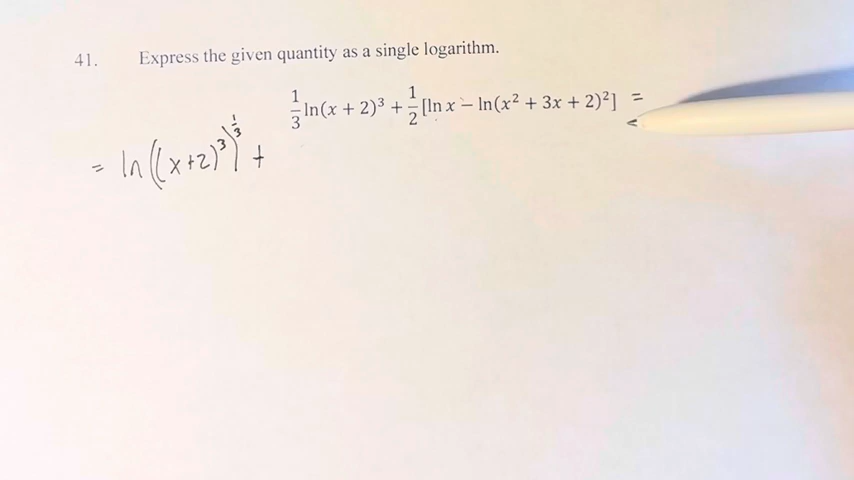 41. Express the given quantity as a single logarithm.
1/3 ln(x + 2)³ + 1/2 [ln x − ln(x² + 3x + 2)²] =
= ln((x+2)³)^(1/3) +